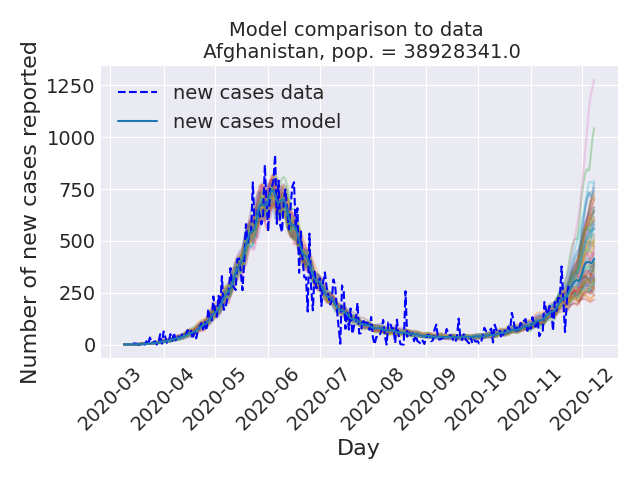 Model comparison to data
Afghanistan, pop. = 38928341.0
Number of new cases reported
1250
1000
750
500
250
0
new cases data
new cases model
2020-03
2020-04
2020-05
2020-06
2020-07
2020-08
2020-09
2020-10
2020-11
2020-12
Day